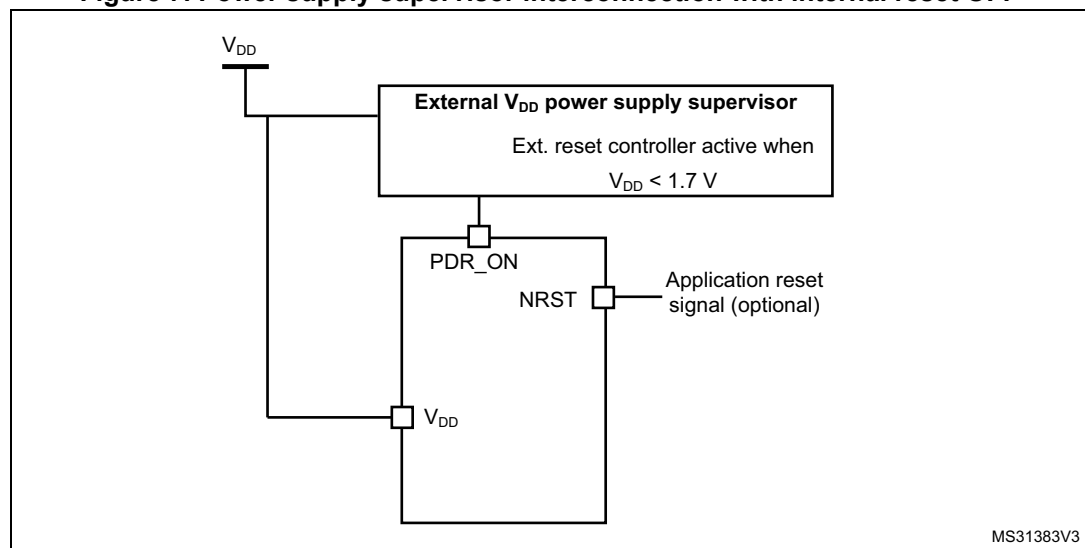 V_DD
External V_DD power supply supervisor
Ext. reset controller active when
V_DD < 1.7 V
PDR_ON
NRST
Application reset
signal (optional)
V_DD
MS31383V3